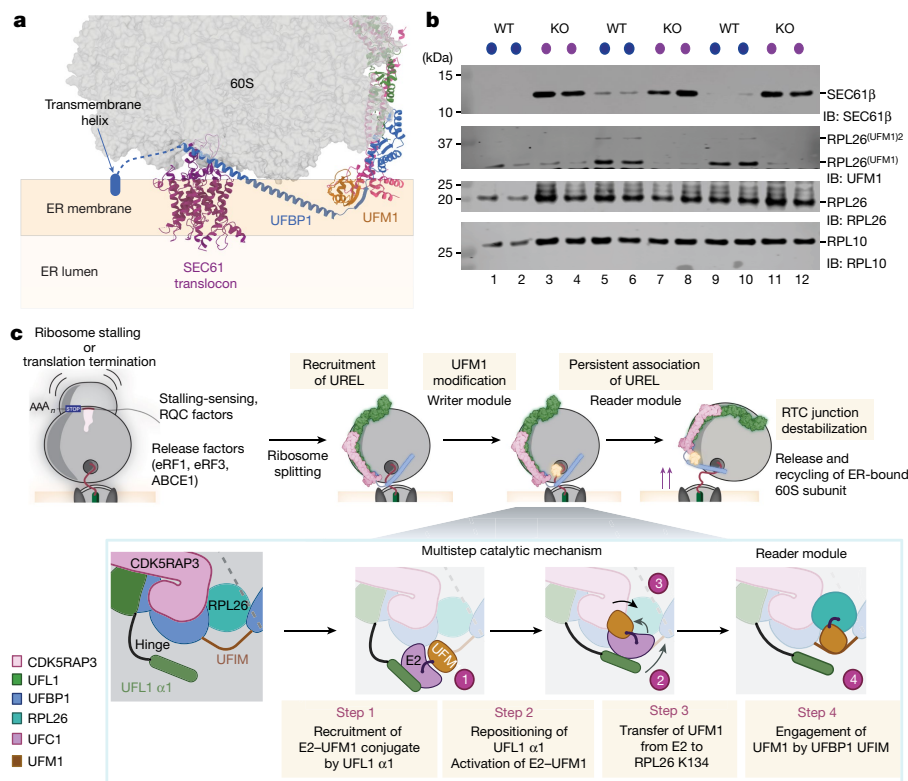 a
60S
Transmembrane
helix
ER membrane
UFBP1
UFM1
ER lumen
SEC61
translocon
b
WT KO WT KO WT KO
(kDa)
15
10
SEC61β
IB: SEC61β
37
RPL26(UFM1)2
RPL26(UFM1)
IB: UFM1
25
20
RPL26
IB: RPL26
RPL10
25
IB: RPL10
1 2 3 4 5 6 7 8 9 10 11 12
c
Ribosome stalling
or
translation termination
AAAn
STOP
Stalling-sensing,
RQC factors
Release factors
(eRF1, eRF3,
ABCE1)
Ribosome
splitting
Recruitment
of UREL
UFM1
modification
Writer module
Persistent association
of UREL
Reader module
RTC junction
destabilization
Release and
recycling of ER-bound
60S subunit
Multistep catalytic mechanism
Reader module
CDK5RAP3
RPL26
Hinge
UFIM
UFL1 α1
E2
UFM
1
2
3
4
CDK5RAP3
UFL1
UFBP1
RPL26
UFC1
UFM1
Step 1
Recruitment of
E2–UFM1 conjugate
by UFL1 α1
Step 2
Repositioning of
UFL1 α1
Activation of E2–UFM1
Step 3
Transfer of UFM1
from E2 to
RPL26 K134
Step 4
Engagement of
UFM1 by UFBP1 UFIM